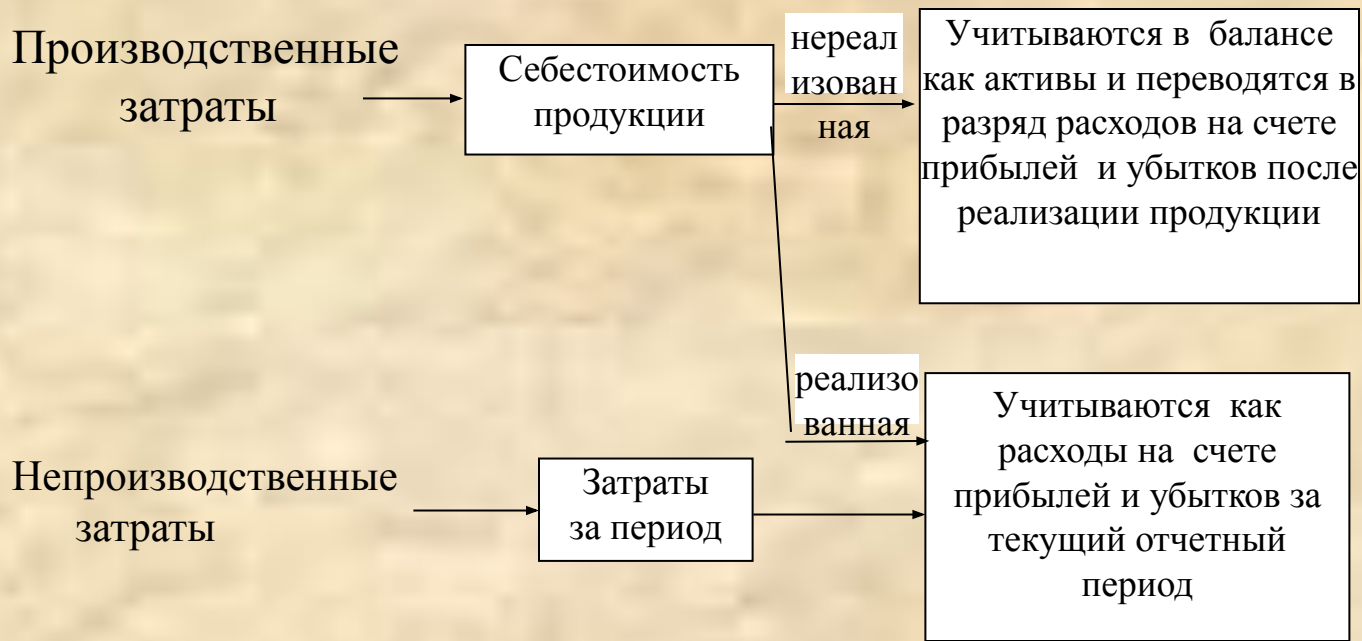 Производственные
затраты
Себестоимость
продукции
нереал
изован
ная
Учитываются в балансе
как активы и переводятся в
разряд расходов на счете
прибылей и убытков после
реализации продукции
реализо
ванная
Непроизводственные
затраты
Затраты
за период
Учитываются как
расходы на счете
прибылей и убытков за
текущий отчетный
период